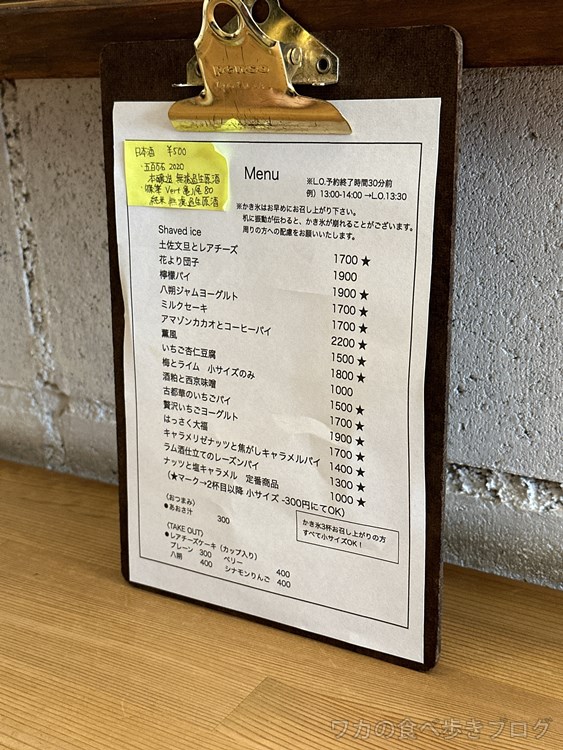 日本酒 ¥500
・五百万石 2020
本醸造 無濾過生原酒
Vert 亀の尾 80
純米 無濾過生原酒
Menu
※L.O.予約終了時間30分前
例）13:00-14:00 →L.O.13:30
※かき氷はお早めにお召し上がり下さい。
机に振動が伝わると、かき氷が崩れることがございます。
周りの方への配慮をお願いいたします。
Shaved ice
土佐文旦とレアチーズ 1700 ★
花より団子 1900
檸檬パイ 1900 ★
八朔ジャムヨーグルト 1700 ★
ミルクセーキ 1700 ★
アマゾンカカオとコーヒーパイ 2200 ★
薫風 1500 ★
いちご杏仁豆腐 1800 ★
梅とライム 小サイズのみ 1000
酒粕と西京味噌 1500 ★
古都華のいちごパイ 1700 ★
贅沢いちごヨーグルト 1900 ★
はっさく大福 1700 ★
キャラメリゼナッツと焦がしキャラメルパイ 1400 ★
ラム酒仕立てのレーズンパイ 1300 ★
ナッツと塩キャラメル 定番商品 1000 ★
（★マーク→2杯目以降 小サイズ -300円にてOK）
（おつまみ）
●あおさ汁 300
かき氷3杯お召し上がりの方
すべて小サイズOK！
（TAKE OUT）
●レアチーズケーキ（カップ入り）
プレーン 300 ベリー 400
八朔 400 シナモンりんご 400
ワカの食べ歩きブログ